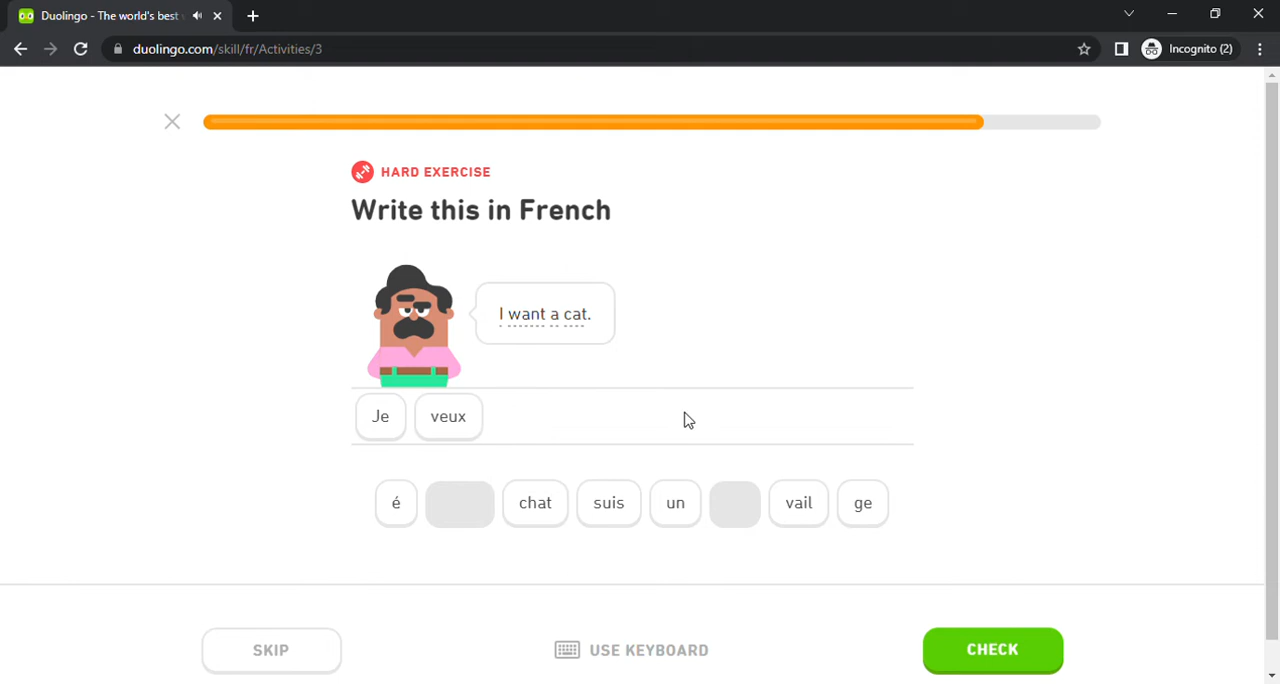 Duolingo - The world's best
duolingo.com/skill/fr/Activities/3
Incognito (2)
HARD EXERCISE
Write this in French
I want a cat.
Je veux
é chat suis un vail ge
SKIP USE KEYBOARD CHECK